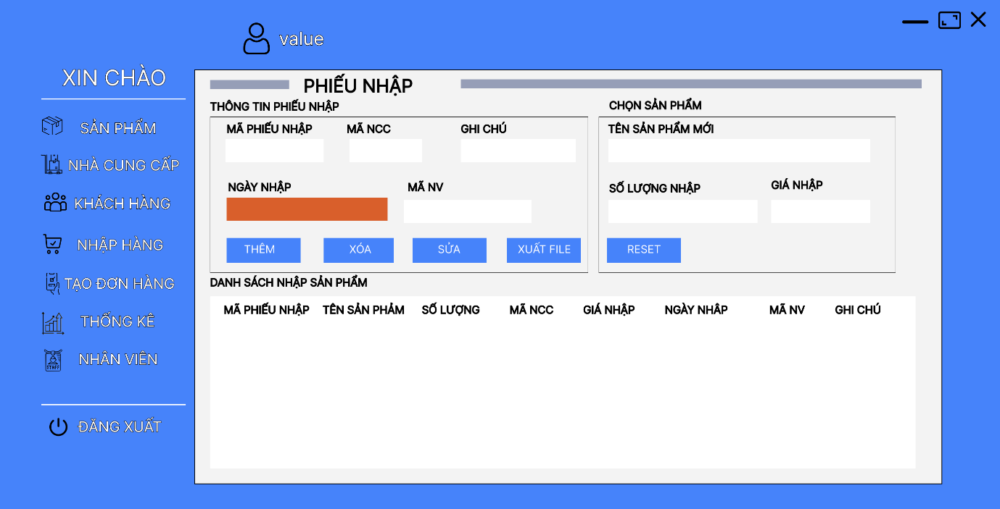 value
XIN CHÀO
SẢN PHẨM
NHÀ CUNG CẤP
KHÁCH HÀNG
NHẬP HÀNG
TẠO ĐƠN HÀNG
THỐNG KÊ
STAFF
NHÂN VIÊN
ĐĂNG XUẤT
PHIẾU NHẬP
THÔNG TIN PHIẾU NHẬP
MÃ PHIẾU NHẬP MÃ NCC GHI CHÚ
NGÀY NHẬP MÃ NV
THÊM XÓA SỬA XUẤT FILE
CHỌN SẢN PHẨM
TÊN SẢN PHẨM MỚI
SỐ LƯỢNG NHẬP GIÁ NHẬP
RESET
DANH SÁCH NHẬP SẢN PHẨM
MÃ PHIẾU NHẬP TÊN SẢN PHẢM SỐ LƯỢNG MÃ NCC GIÁ NHẬP NGÀY NHÂP MÃ NV GHI CHÚ